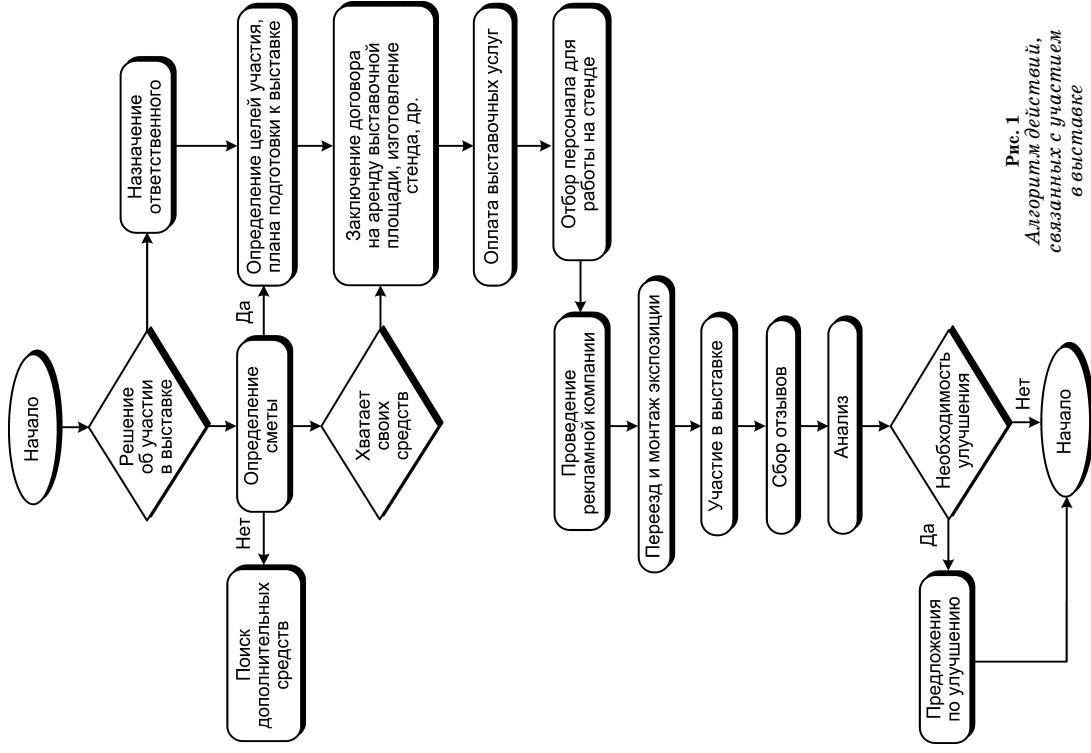 Начало
Решение
об участии
в выставке
Назначение
ответственного
Определение
сметы
Да
Определение целей участия,
плана подготовки к выставке
Нет
Поиск
дополнительных
средств
Хватает
своих
средств
Заключение договора
на аренду выставочной
площади, изготовление
стенда, др.
Оплата выставочных услуг
Отбор персонала для
работы на стенде
Проведение
рекламной компании
Переезд и монтаж экспозиции
Участие в выставке
Сбор отзывов
Анализ
Необходимость
улучшения
Да
Предложения
по улучшению
Нет
Начало
Рис. 1
Алгоритм действий,
связанных с участием
в выставке